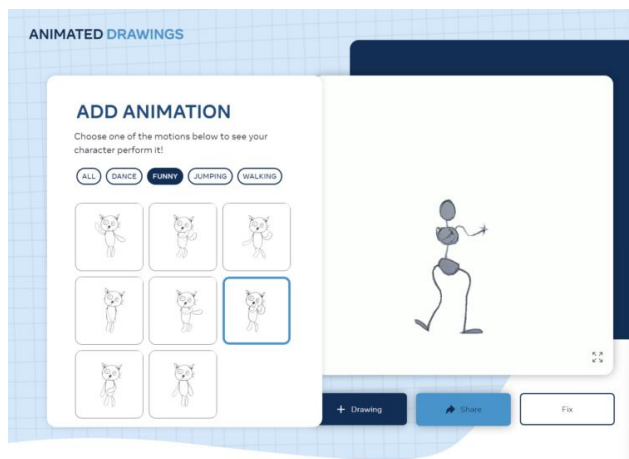 ANIMATED DRAWINGS
ADD ANIMATION
Choose one of the motions below to see your
character perform it!
ALL DANCE FUNNY JUMPING WALKING
+ Drawing Share Fix